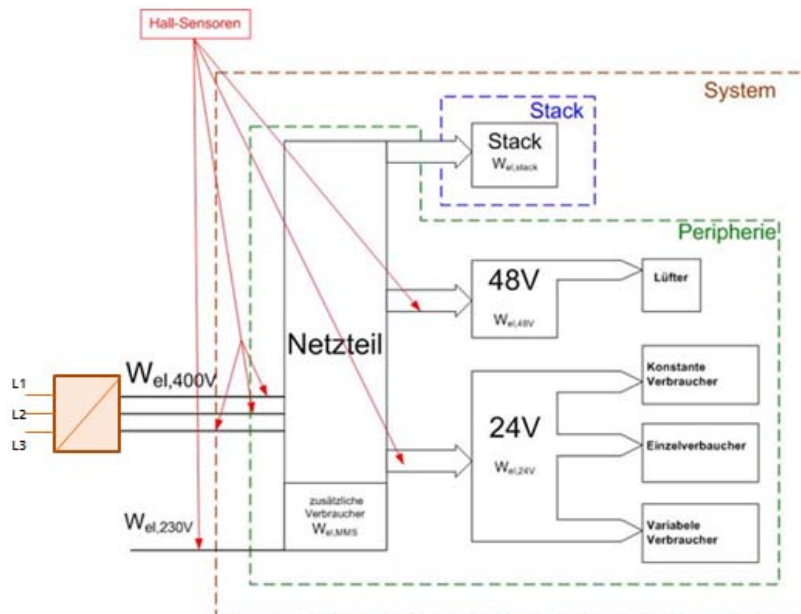 Hall-Sensoren
System
Stack
Stack
Wel,stack
Peripherie
48V
Wel,48V
Lüfter
Netzteil
Konstante
Verbraucher
Wel,400V
L1
L2
L3
24V
Wel,24V
Einzelverbaucher
zusätzliche
Verbraucher
Wel,MMS
Wel,230V
Variabele
Verbraucher